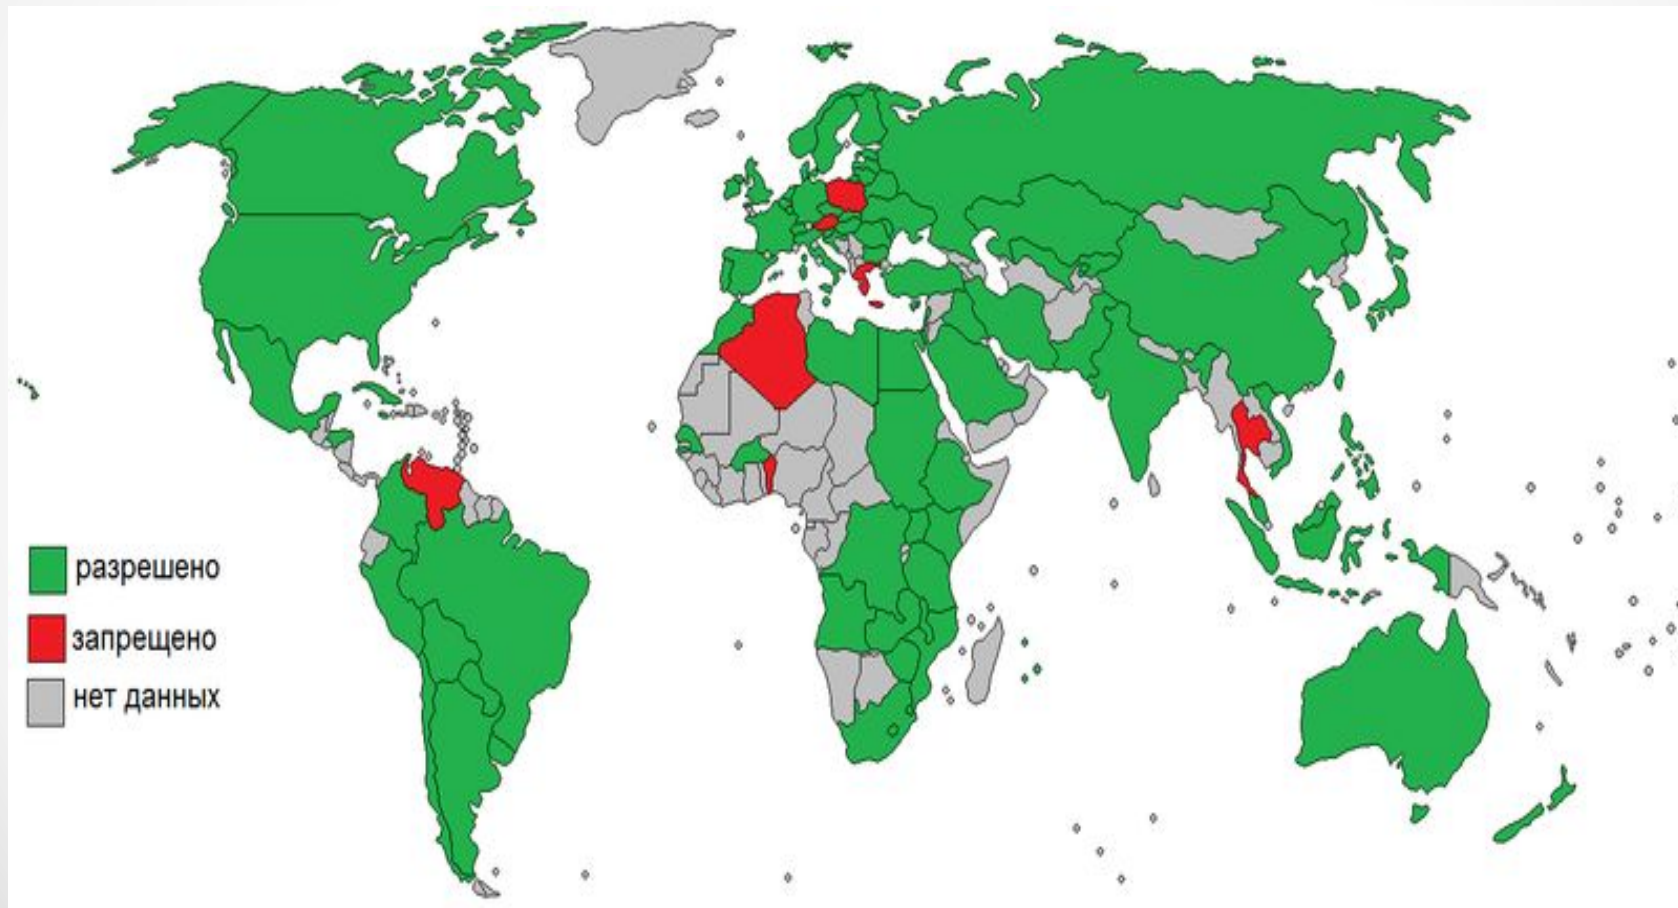 разрешено
запрещено
нет данных